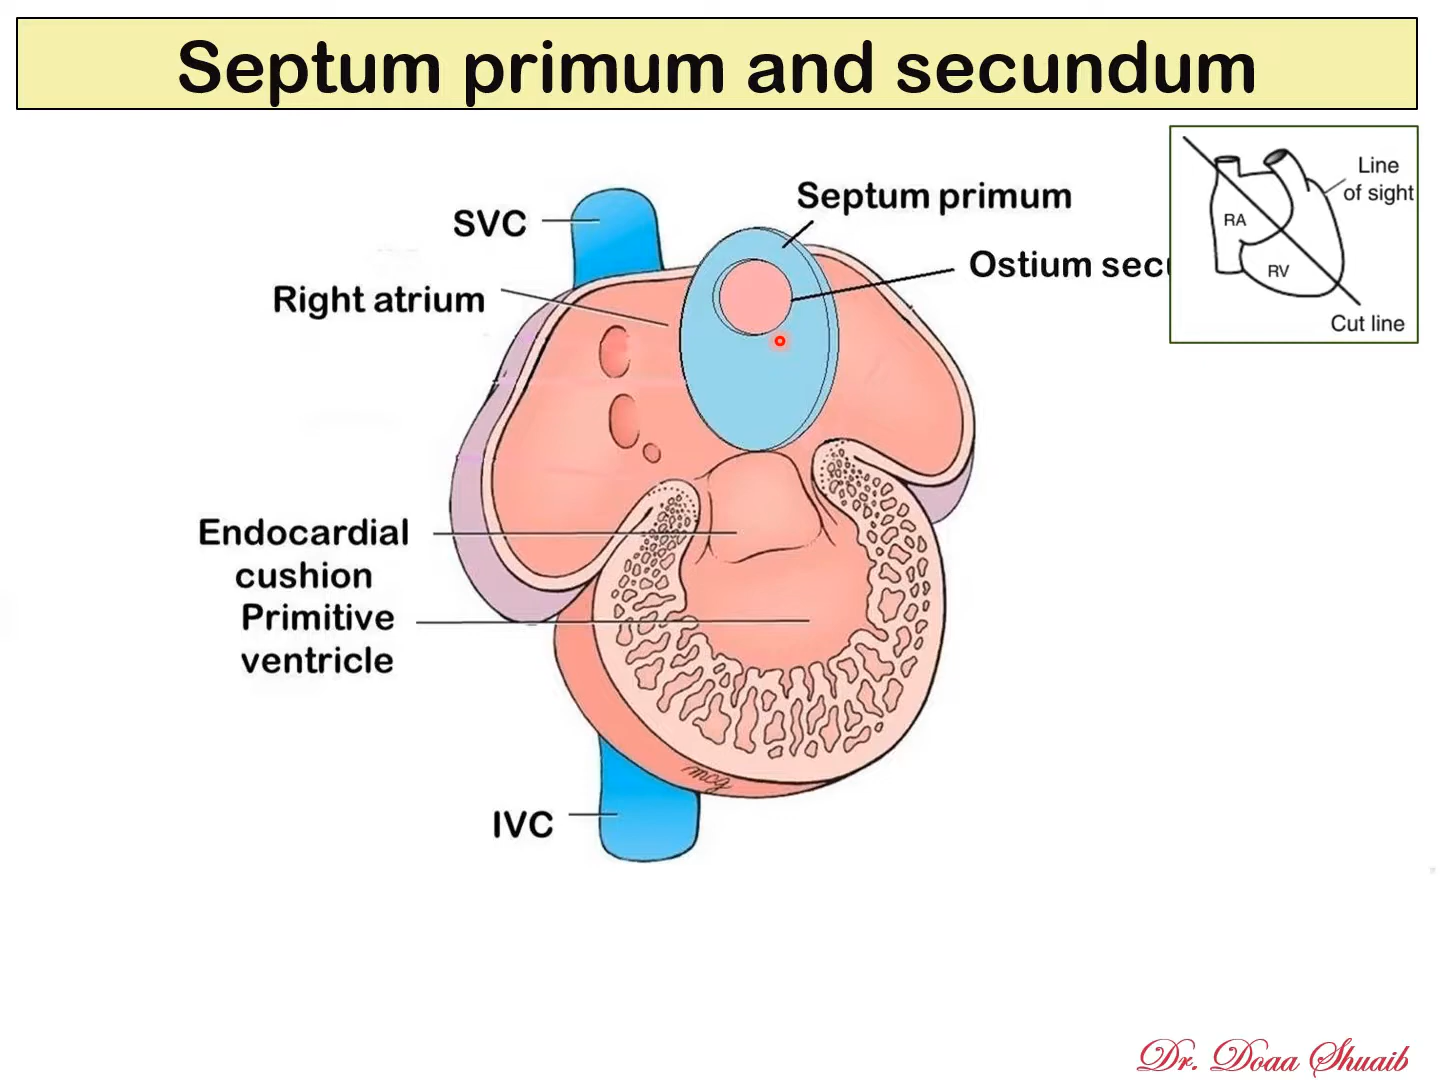 Septum primum and secundum
Line
of sight
RA
RV
Cut line
SVC
Septum primum
Right atrium
Ostium
Endocardial
cushion
Primitive
ventricle
mcg
IVC
Dr. Doaa Shuaib